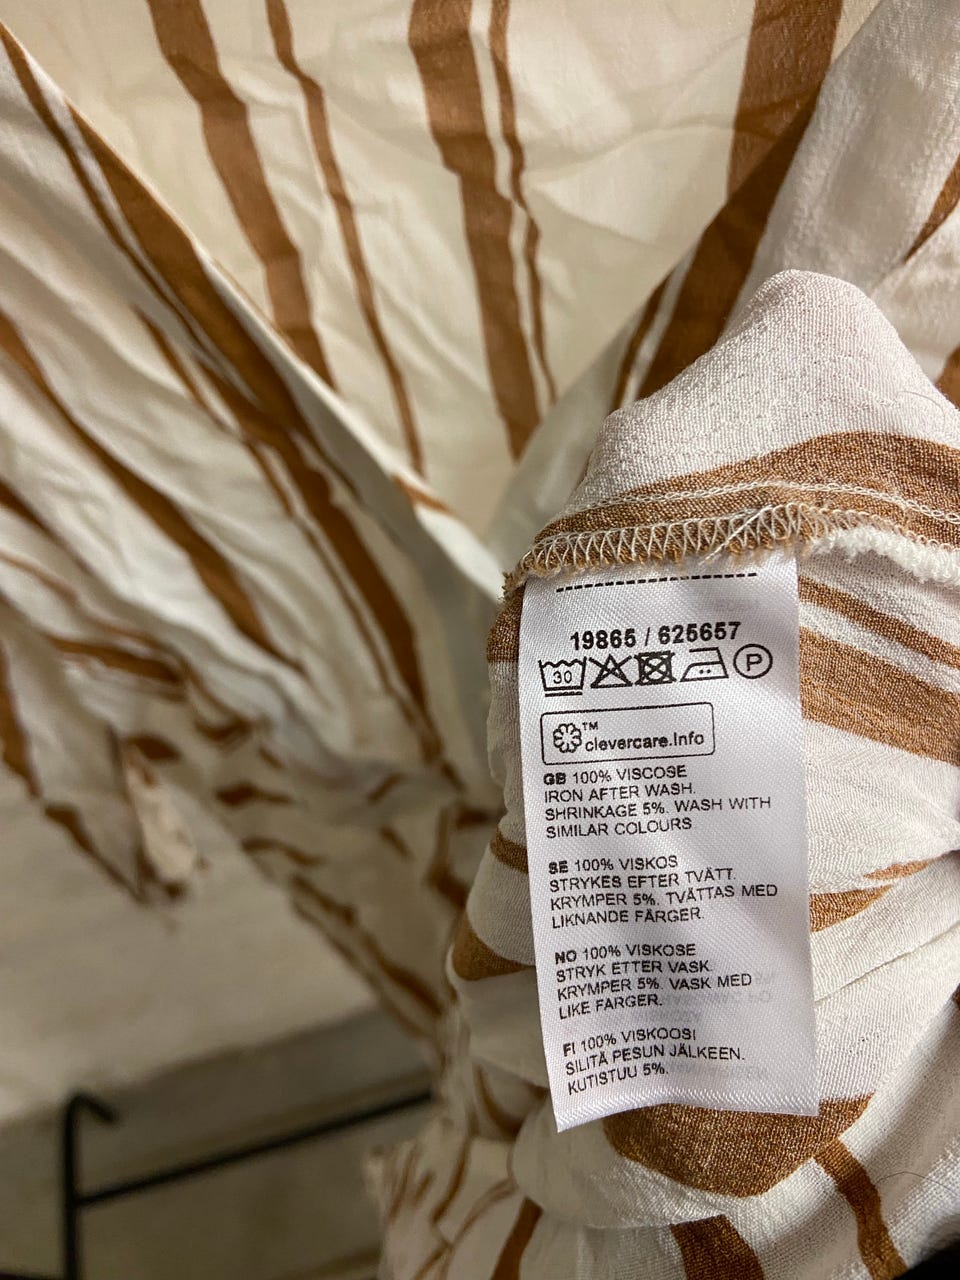 19865 / 625657
30 P
™
clevercare.info
GB 100% VISCOSE
IRON AFTER WASH.
SHRINKAGE 5%. WASH WITH
SIMILAR COLOURS
SE 100% VISKOS
STRYKES EFTER TVÄTT.
KRYMPER 5%. TVÄTTAS MED
LIKNANDE FÄRGER.
NO 100% VISKOSE
STRYK ETTER VASK.
KRYMPER 5%. VASK MED
LIKE FARGER.
FI 100% VISKOOSI
SILITÄ PESUN JÄLKEEN.
KUTISTUU 5%.